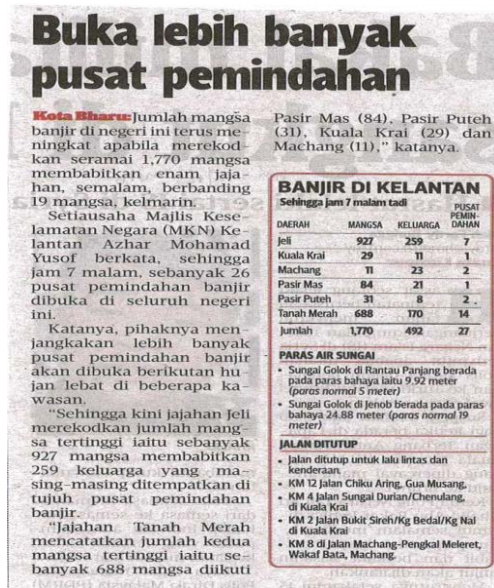 Buka lebih banyak
pusat pemindahan
Kota Bharu: Jumlah mangsa
banjir di negeri ini terus me-
ningkat apabila merekod-
kan seramai 1,770 mangsa
membabitkan enam jaja-
han, semalam, berbanding
19 mangsa, kelmarin.
Setiausaha Majlis Kese-
lamatan Negara (MKN) Ke-
lantan Azhar Mohamad
Yusof berkata, sehingga
jam 7 malam, sebanyak 26
pusat pemindahan banjir
dibuka di seluruh negeri
ini.
Katanya, pihaknya men-
jangkakan lebih banyak
pusat pemindahan banjir
akan dibuka berikutan hu
jan lebat di beberapa ka-
wasan.
"Sehingga kini jajahan Jeli
merekodkan jumlah mang-
sa tertinggi iaitu sebanyak
927 mangsa membabitkan
259 keluarga yang ma-
sing-masing ditempatkan di
tujuh pusat pemindahan
banjir.
"Jajahan Tanah Merah
mencatatkan jumlah kedua
mangsa tertinggi iaitu se-
banyak 688 mangsa diikuti
Pasir Mas (84), Pasir Puteh
(31), Kuala Krai (29) dan
Machang (11)," katanya.
BANJIR DI KELANTAN
Sehingga jam 7 malam tadi
DAERAH MANGSA KELUARGA PUSAT PEMIN-DAHAN
Jeli 927 259 7
Kuala Krai 29 11 1
Machang 11 23 2
Pasir Mas 84 21 1
Pasir Puteh 31 8 2
Tanah Merah 688 170 14
Jumlah 1,770 492 27
PARAS AIR SUNGAI
• Sungai Golok di Rantau Panjang berada
pada paras bahaya iaitu 9.92 meter
(paras normal 5 meter)
• Sungai Golok di Jenob berada pada paras
bahaya 24.88 meter (paras normal 19
meter)
JALAN DITUTUP
• Jalan ditutup untuk lalu lintas dan
kenderaan
• KM 12 Jalan Chiku Aring, Gua Musang,
• KM 4 Jalan Sungai Durian/Chenulang,
di Kuala Krai
• KM 2 Jalan Bukit Sireh/Kg Bedal/Kg Nal
di Kuala Krai
• KM 8 di Jalan Machang-Pengkal Meleret,
Wakaf Bata, Machang.